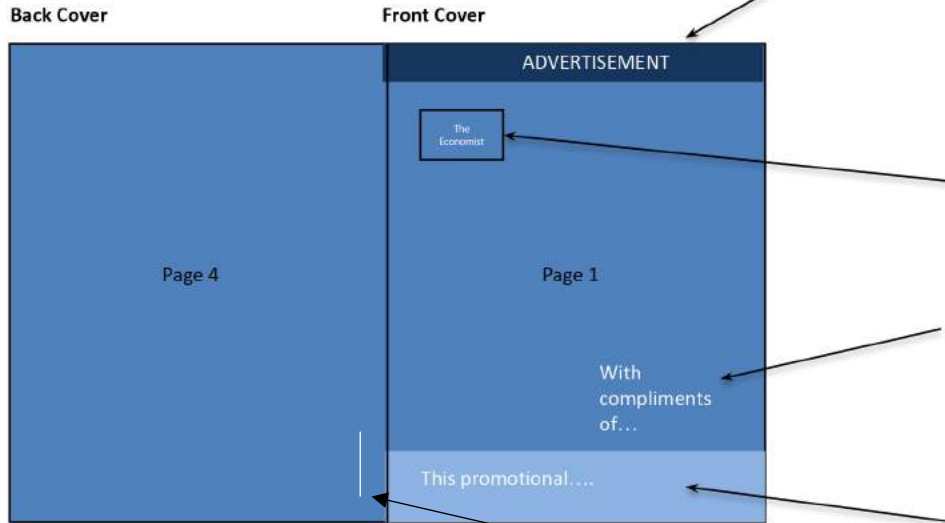 Back Cover
Front Cover
ADVERTISEMENT
The
Economist
Page 4
Page 1
With
compliments
of...
This promotional....